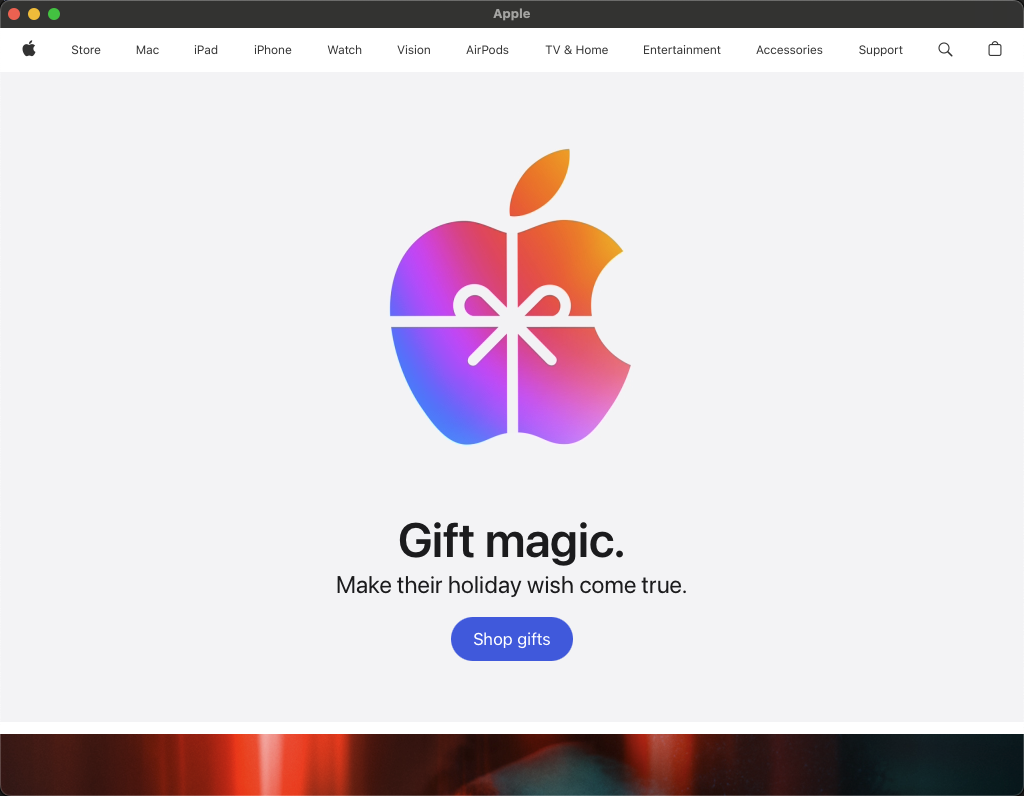 Apple
Store Mac iPad iPhone Watch Vision AirPods TV & Home Entertainment Accessories Support
Gift magic.
Make their holiday wish come true.
Shop gifts